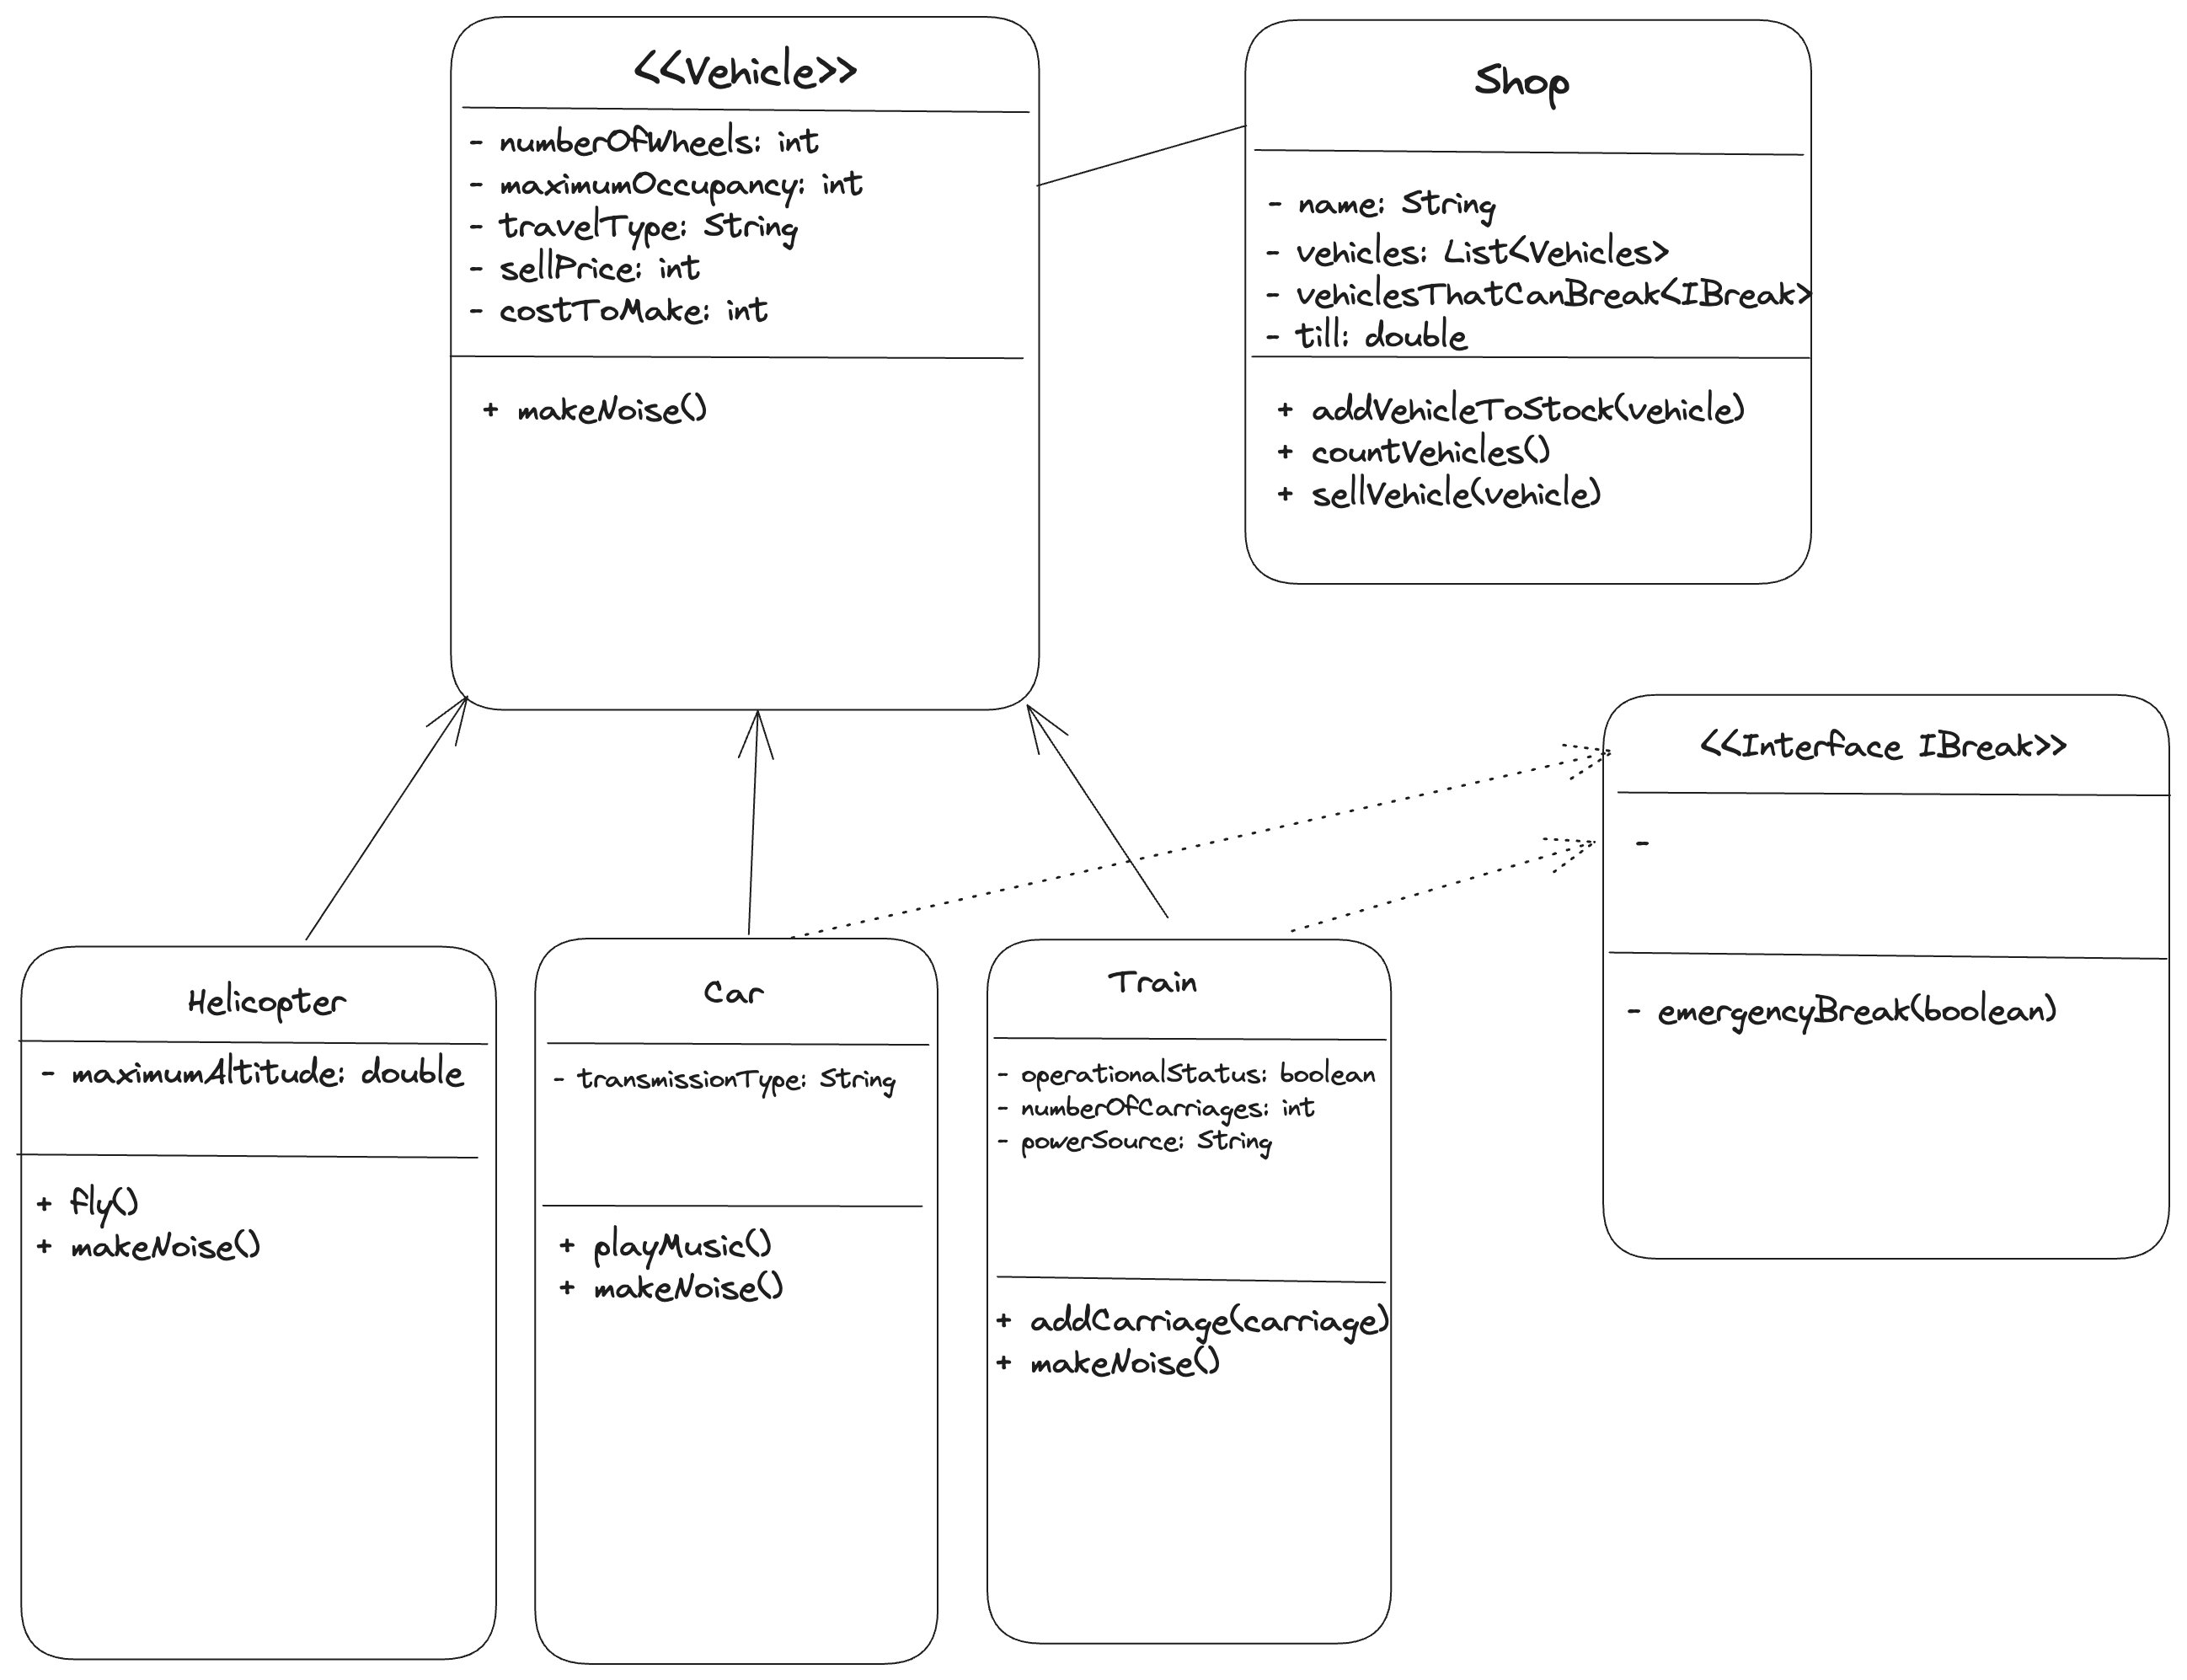 <<Vehicle>>
- numberOfWheels: int
- maximumOccupancy: int
- travelType: String
- sellPrice: int
- costToMake: int
+ makeNoise()
Shop
- name: String
- vehicles: List<Vehicles>
- vehiclesThatCanBreak<IBreak>
- till: double
+ addVehicleToStock(vehicle)
+ countVehicles()
+ sellVehicle(vehicle)
<<Interface IBreak>>
-
- emergencyBreak(boolean)
Helicopter
- maximumAltitude: double
+ fly()
+ makeNoise()
Car
- transmissionType: String
+ playMusic()
+ makeNoise()
Train
- operationalStatus: boolean
- numberOfCarriages: int
- powerSource: String
+ addCarriage(carriage)
+ makeNoise()